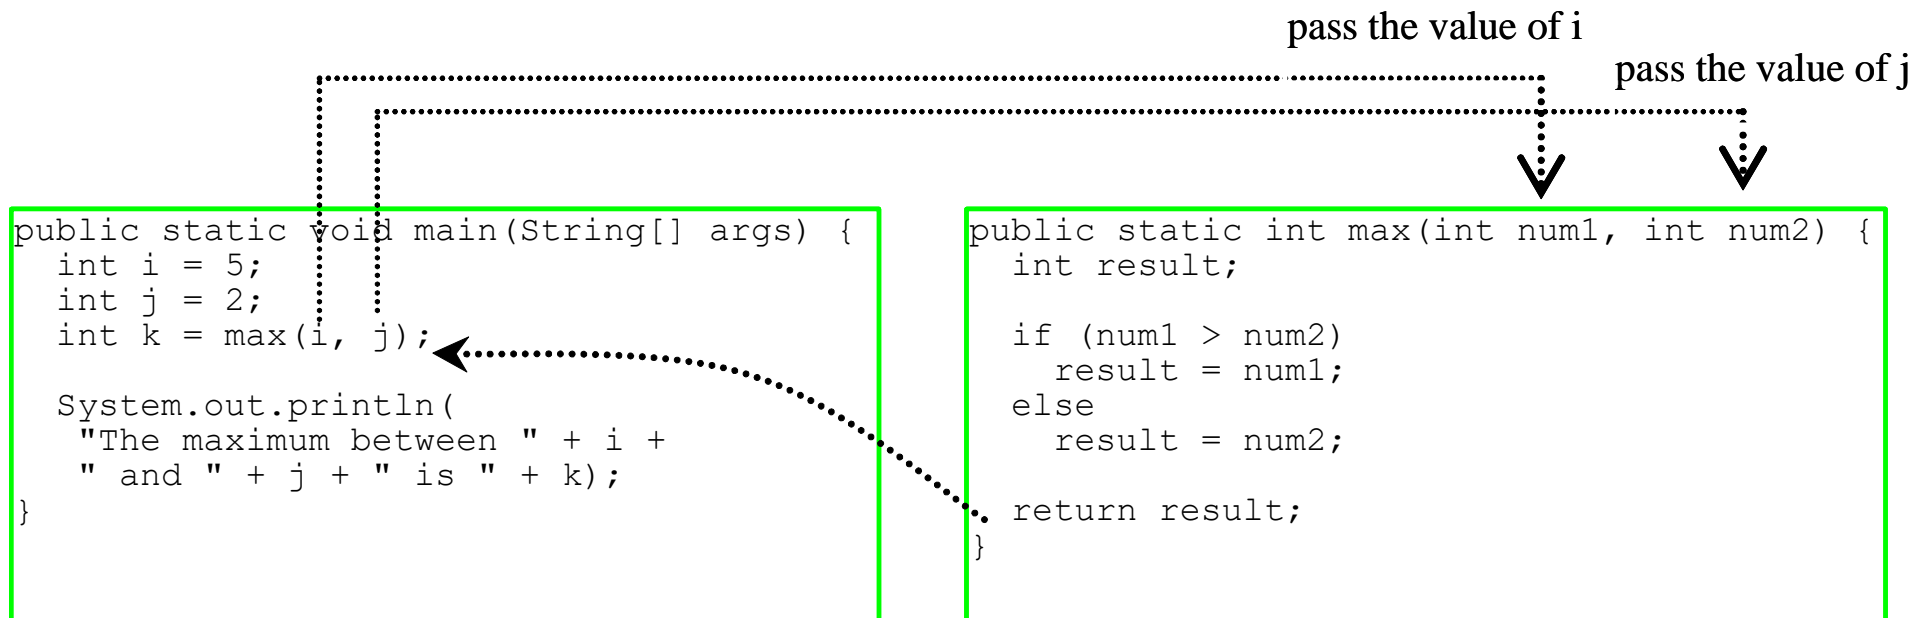 pass the value of i
pass the value of j
public static void main(String[] args) {
  int i = 5;
  int j = 2;
  int k = max(i, j);

  System.out.println(
   "The maximum between " + i +
   " and " + j + " is " + k);
}
public static int max(int num1, int num2) {
  int result;

  if (num1 > num2)
    result = num1;
  else
    result = num2;

  return result;
}